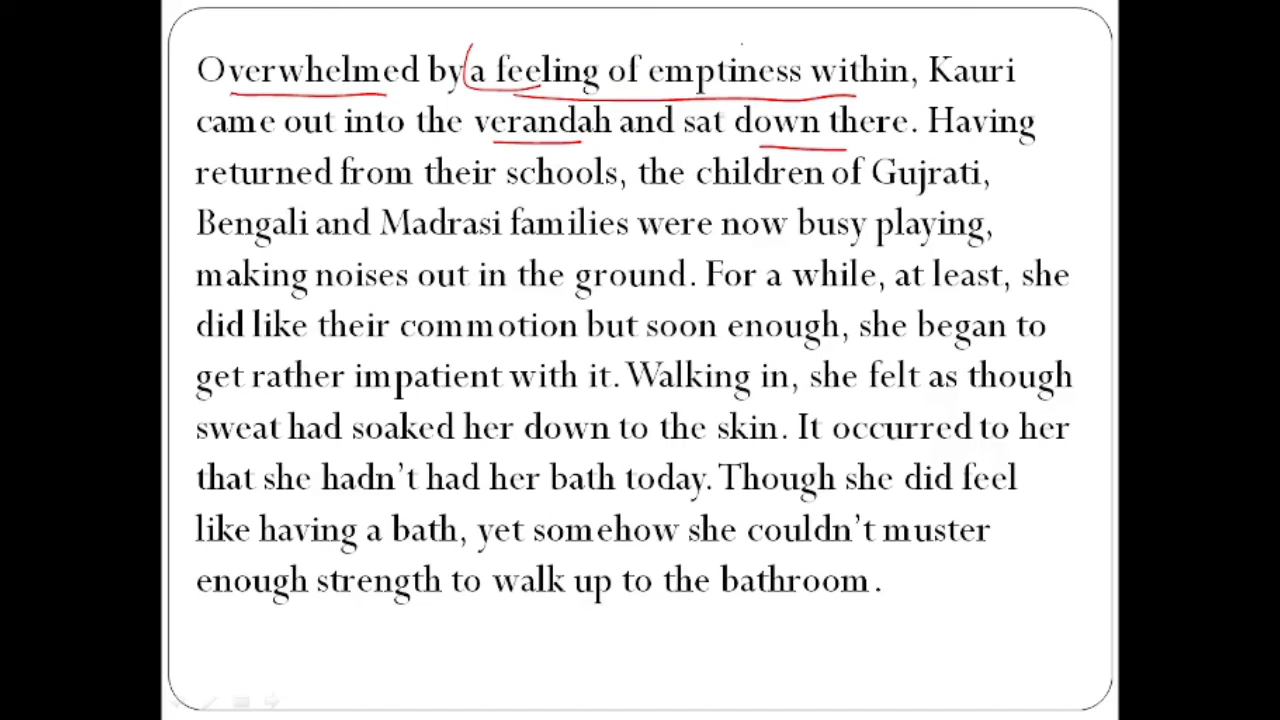 Overwhelmed by a feeling of emptiness within, Kauri
came out into the verandah and sat down there. Having
returned from their schools, the children of Gujrati,
Bengali and Madrasi families were now busy playing,
making noises out in the ground. For a while, at least, she
did like their commotion but soon enough, she began to
get rather impatient with it. Walking in, she felt as though
sweat had soaked her down to the skin. It occurred to her
that she hadn’t had her bath today. Though she did feel
like having a bath, yet somehow she couldn’t muster
enough strength to walk up to the bathroom.